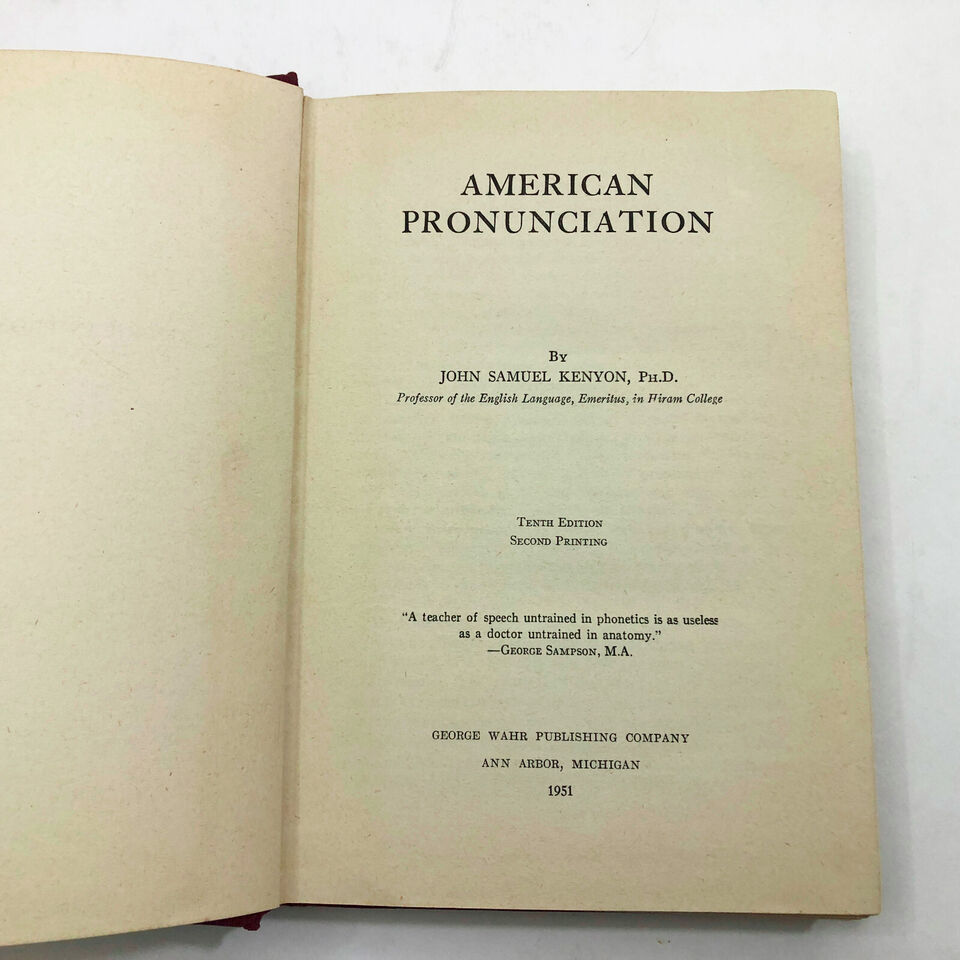 AMERICAN
PRONUNCIATION
By
JOHN SAMUEL KENYON, Ph.D.
Professor of the English Language, Emeritus, in Hiram College
Tenth Edition
Second Printing
"A teacher of speech untrained in phonetics is as useless
as a doctor untrained in anatomy."
—George Sampson, M.A.
GEORGE WAHR PUBLISHING COMPANY
ANN ARBOR, MICHIGAN
1951